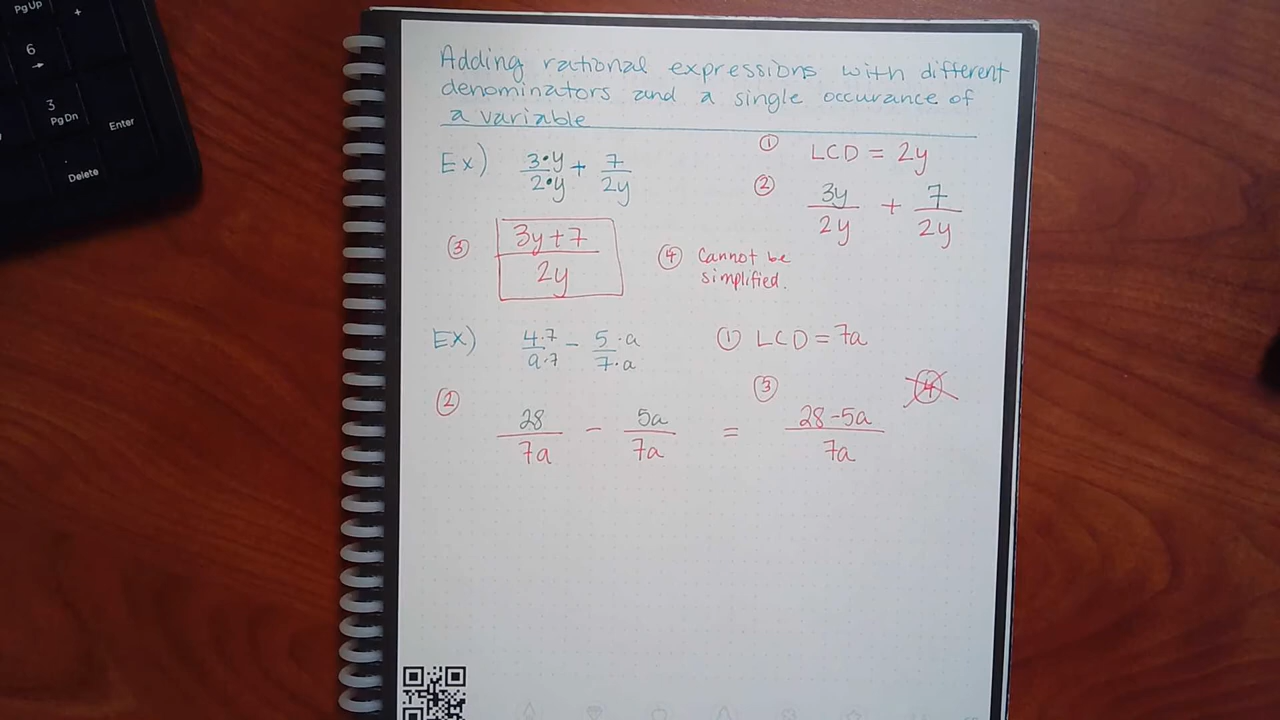 PgUp
+
6
→
3
PgDn
Enter
.
Delete
Adding rational expressions with different
denominators and a single occurance of
a variable
Ex) 3·y/2·y + 7/2y
① LCD = 2y
② 3y/2y + 7/2y
③ 3y+7/2y
④ Cannot be
simplified.
EX) 4·7/a·7 - 5·a/7·a
① LCD = 7a
② 28/7a - 5a/7a =
③ 28-5a/7a
④